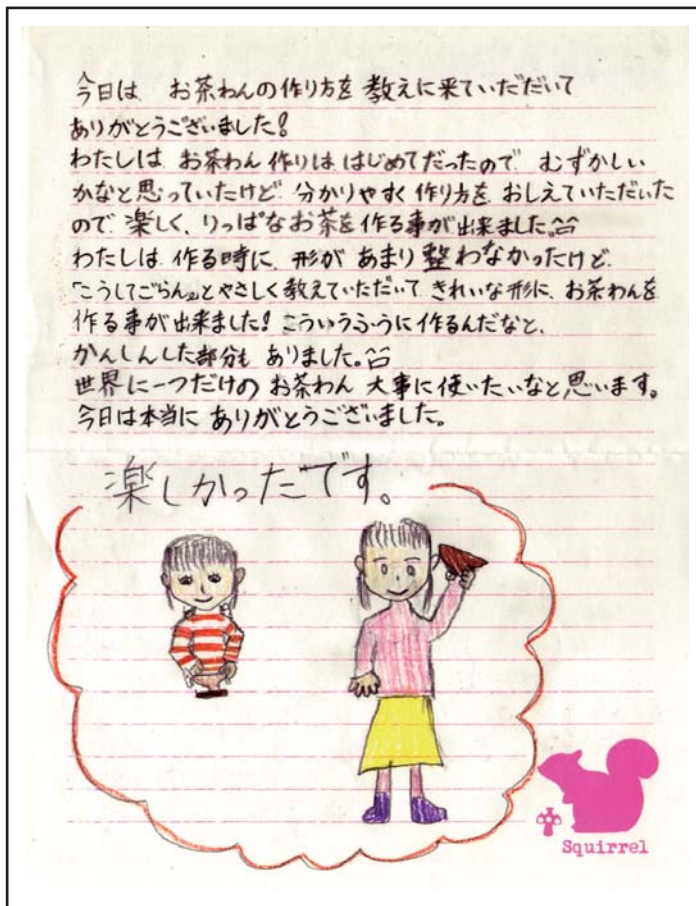 今日は お茶わんの作り方を 教えに来ていただいて
ありがとうございました!
わたしは お茶わん 作りは はじめてだったので むずかしい
かなと思っていたけど 分かりやすく 作り方を おしえていただいた
ので 楽しく、りっぱなお茶を作る事が出来ました。^^
わたしは 作る時に 形が あまり 整わなかったけど
「こうしてごらん。」とやさしく教えていただいて きれいな形に お茶わんを
作る事が出来ました! こういうふうに作るんだなと、
かんしんした部分も ありました。^^
世界に一つだけの お茶わん 大事に使いたいなと思います。
今日は本当に ありがとうございました。
楽しかったです。
Squirrel